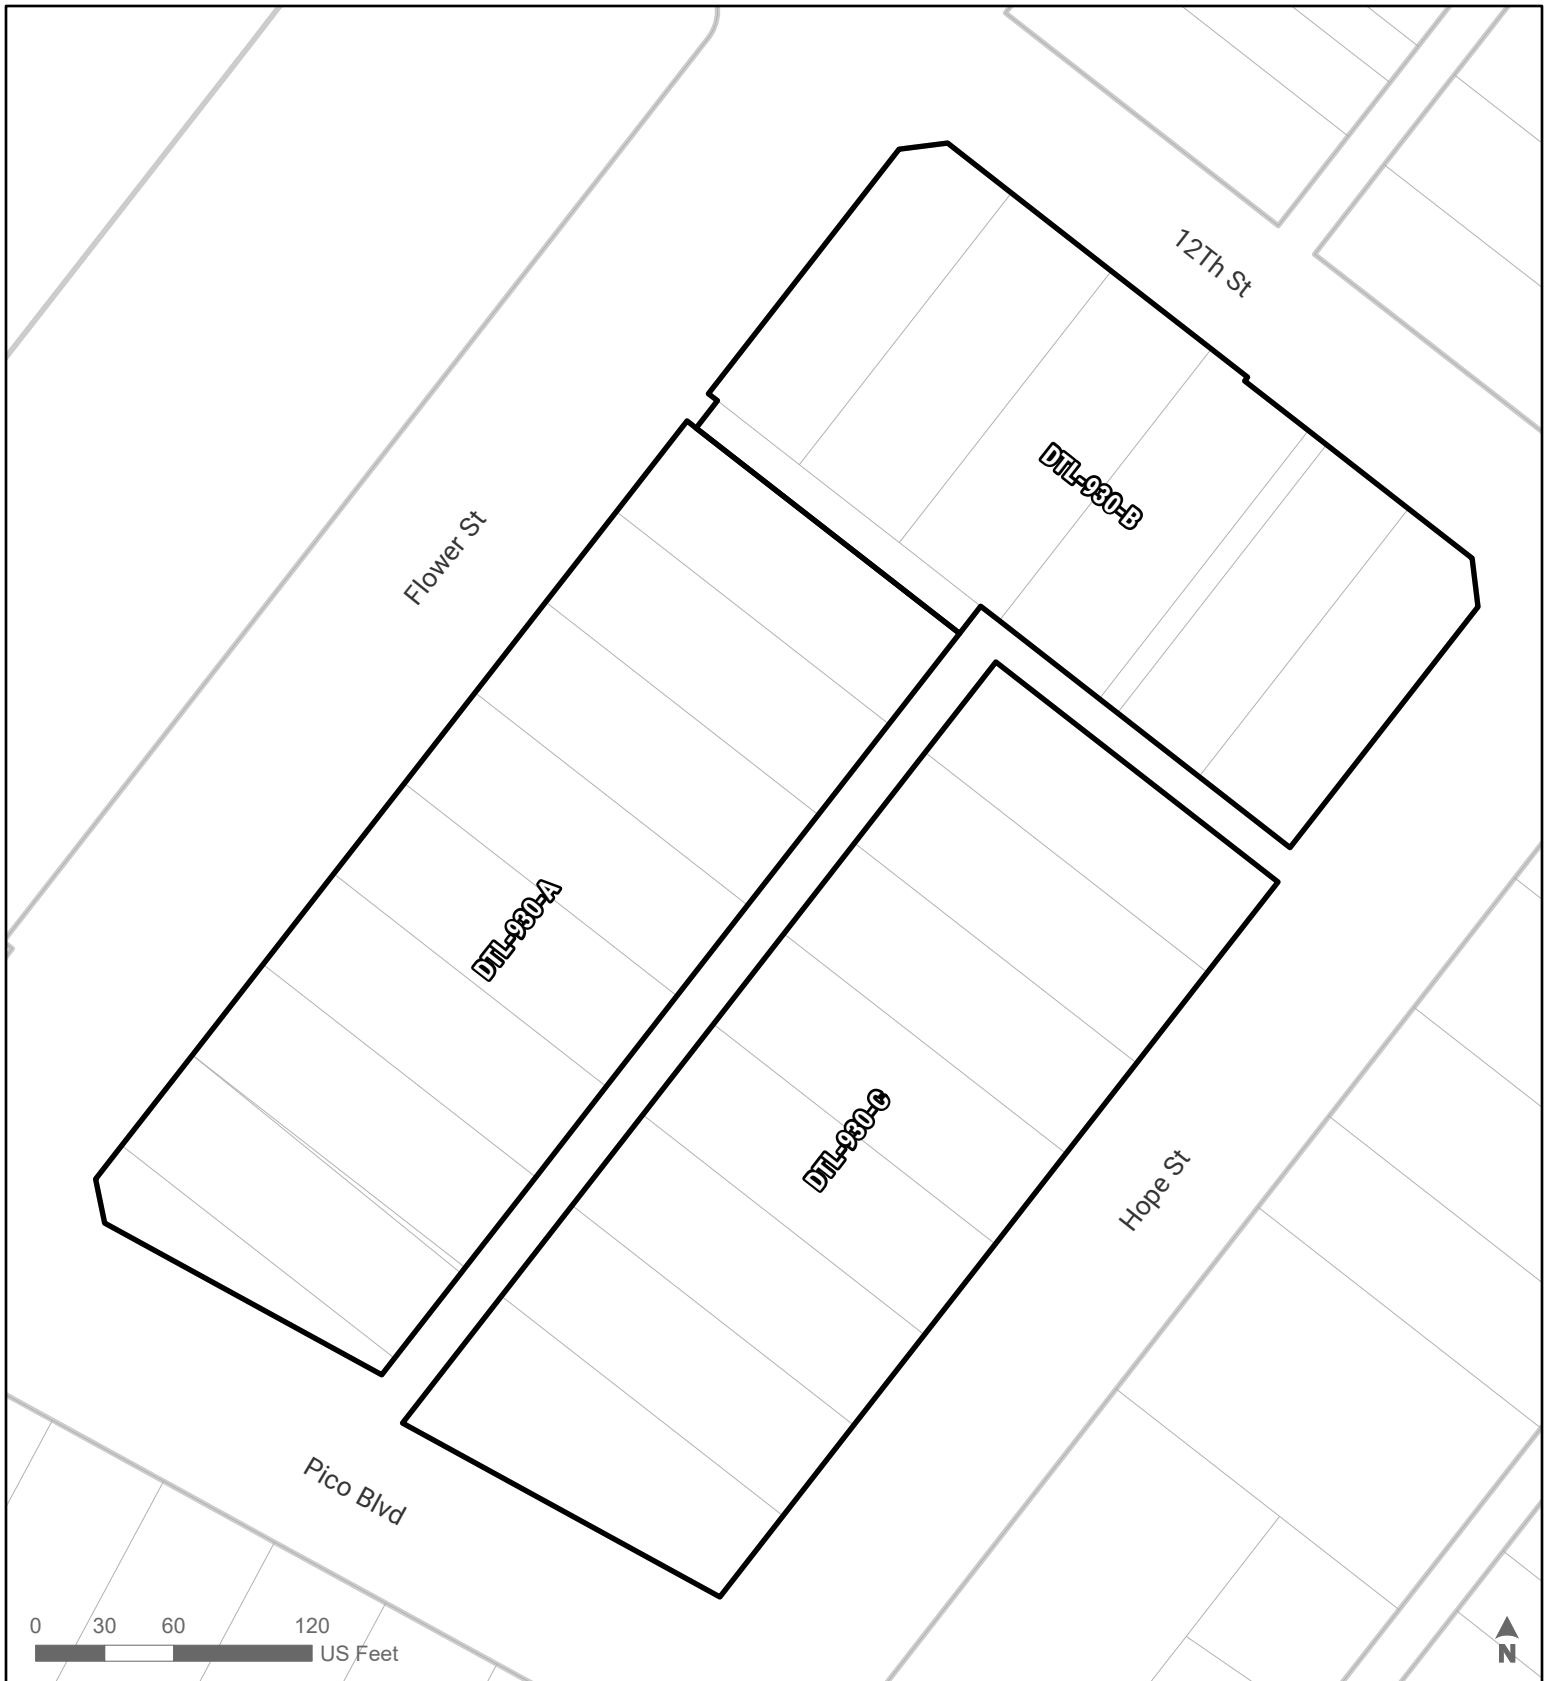 12Th St
DTL-930-B
Flower St
DTL-930-A
DTL-930-C
Hope St
Pico Blvd
0 30 60 120
US Feet
N